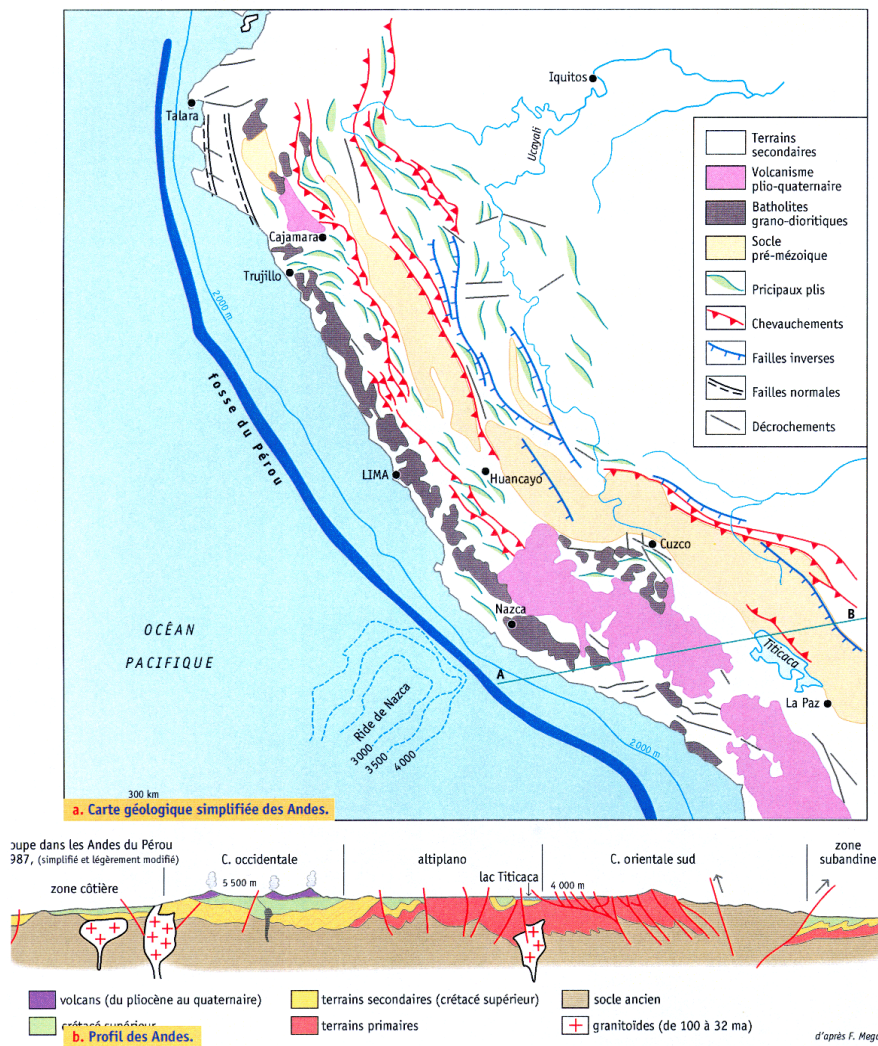 Talara
Iquitos
Ucayali
Cajamara
Trujillo
2000 m
fosse du Pérou
LIMA
Huancayo
Cuzco
Nazca
OCÊAN
PACIFIQUE
A
B
Titicaca
La Paz
Ride de Nazca
3000
3500
4000
2000 m
300 km
Terrains
secondaires
Volcanisme
plio-quaternaire
Batholites
grano-dioritiques
Socle
pré-mézoique
Pricipaux plis
Chevauchements
Failles inverses
Failles normales
Décrochements
a. Carte géologique simplifiée des Andes.
oupe dans les Andes du Pérou
987, (simplifié et légèrement modifié)
zone côtière
C. occidentale
5 500 m
altiplano
lac Titicaca
4 000 m
C. orientale sud
zone
subandine
volcans (du pliocène au quaternaire)
terrains secondaires (crétacé supérieur)
socle ancien
crétacé supérieur
terrains primaires
granitoïdes (de 100 à 32 ma)
b. Profil des Andes.
d'après F. Mega